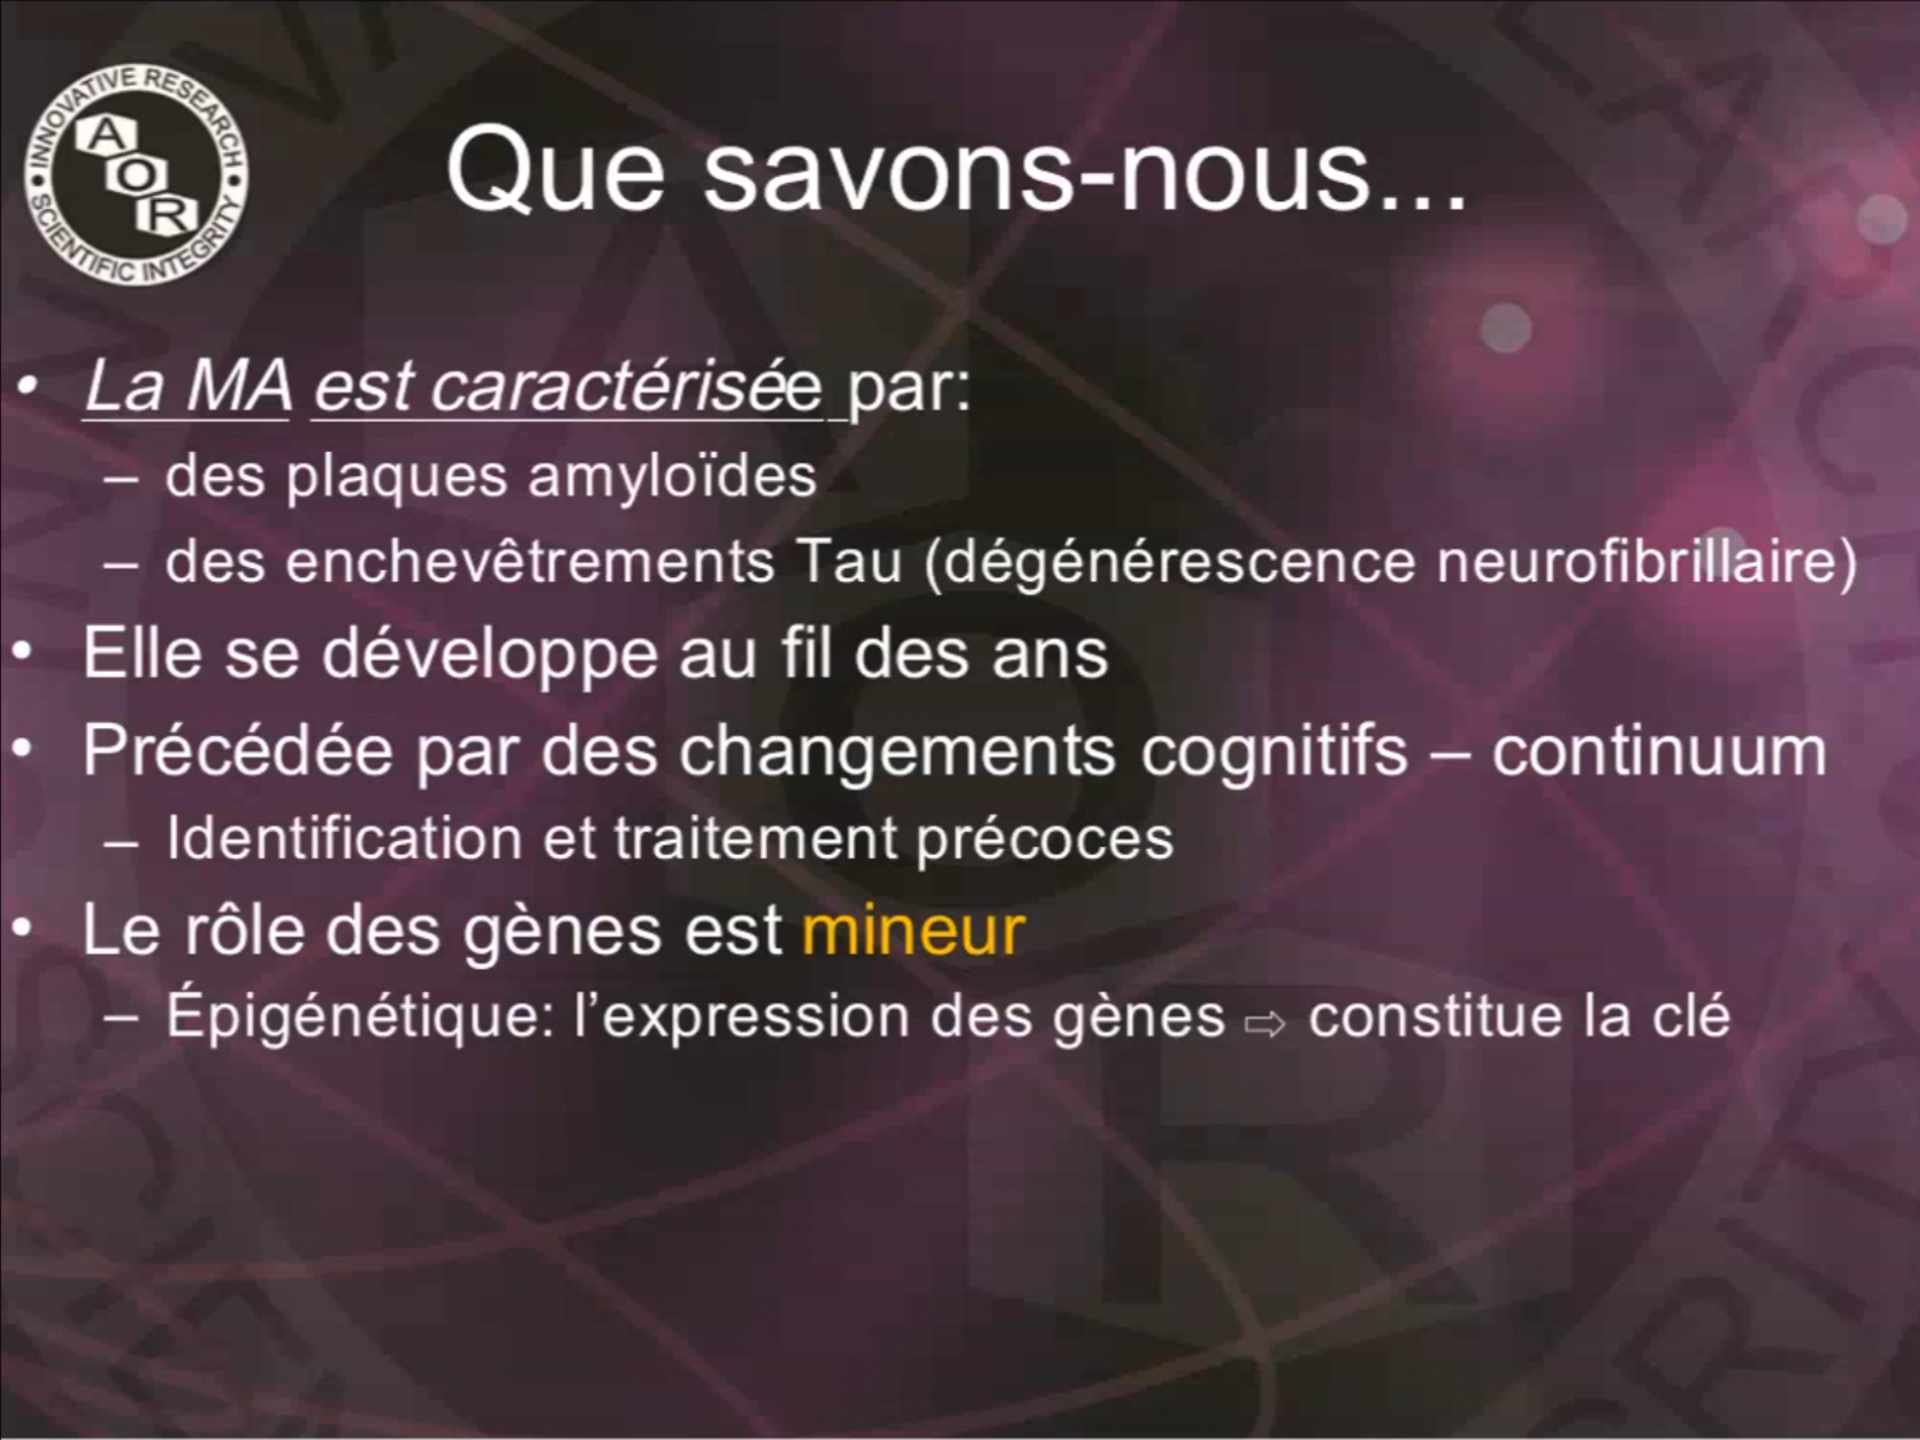 INNOVATIVE RESEARCH
A
O
R
SCIENTIFIC INTEGRITY
Que savons-nous...
• La MA est caractérisée par:
– des plaques amyloïdes
– des enchevêtrements Tau (dégénérescence neurofibrillaire)
• Elle se développe au fil des ans
• Précédée par des changements cognitifs – continuum
– Identification et traitement précoces
• Le rôle des gènes est mineur
– Épigénétique: l’expression des gènes ⇨ constitue la clé